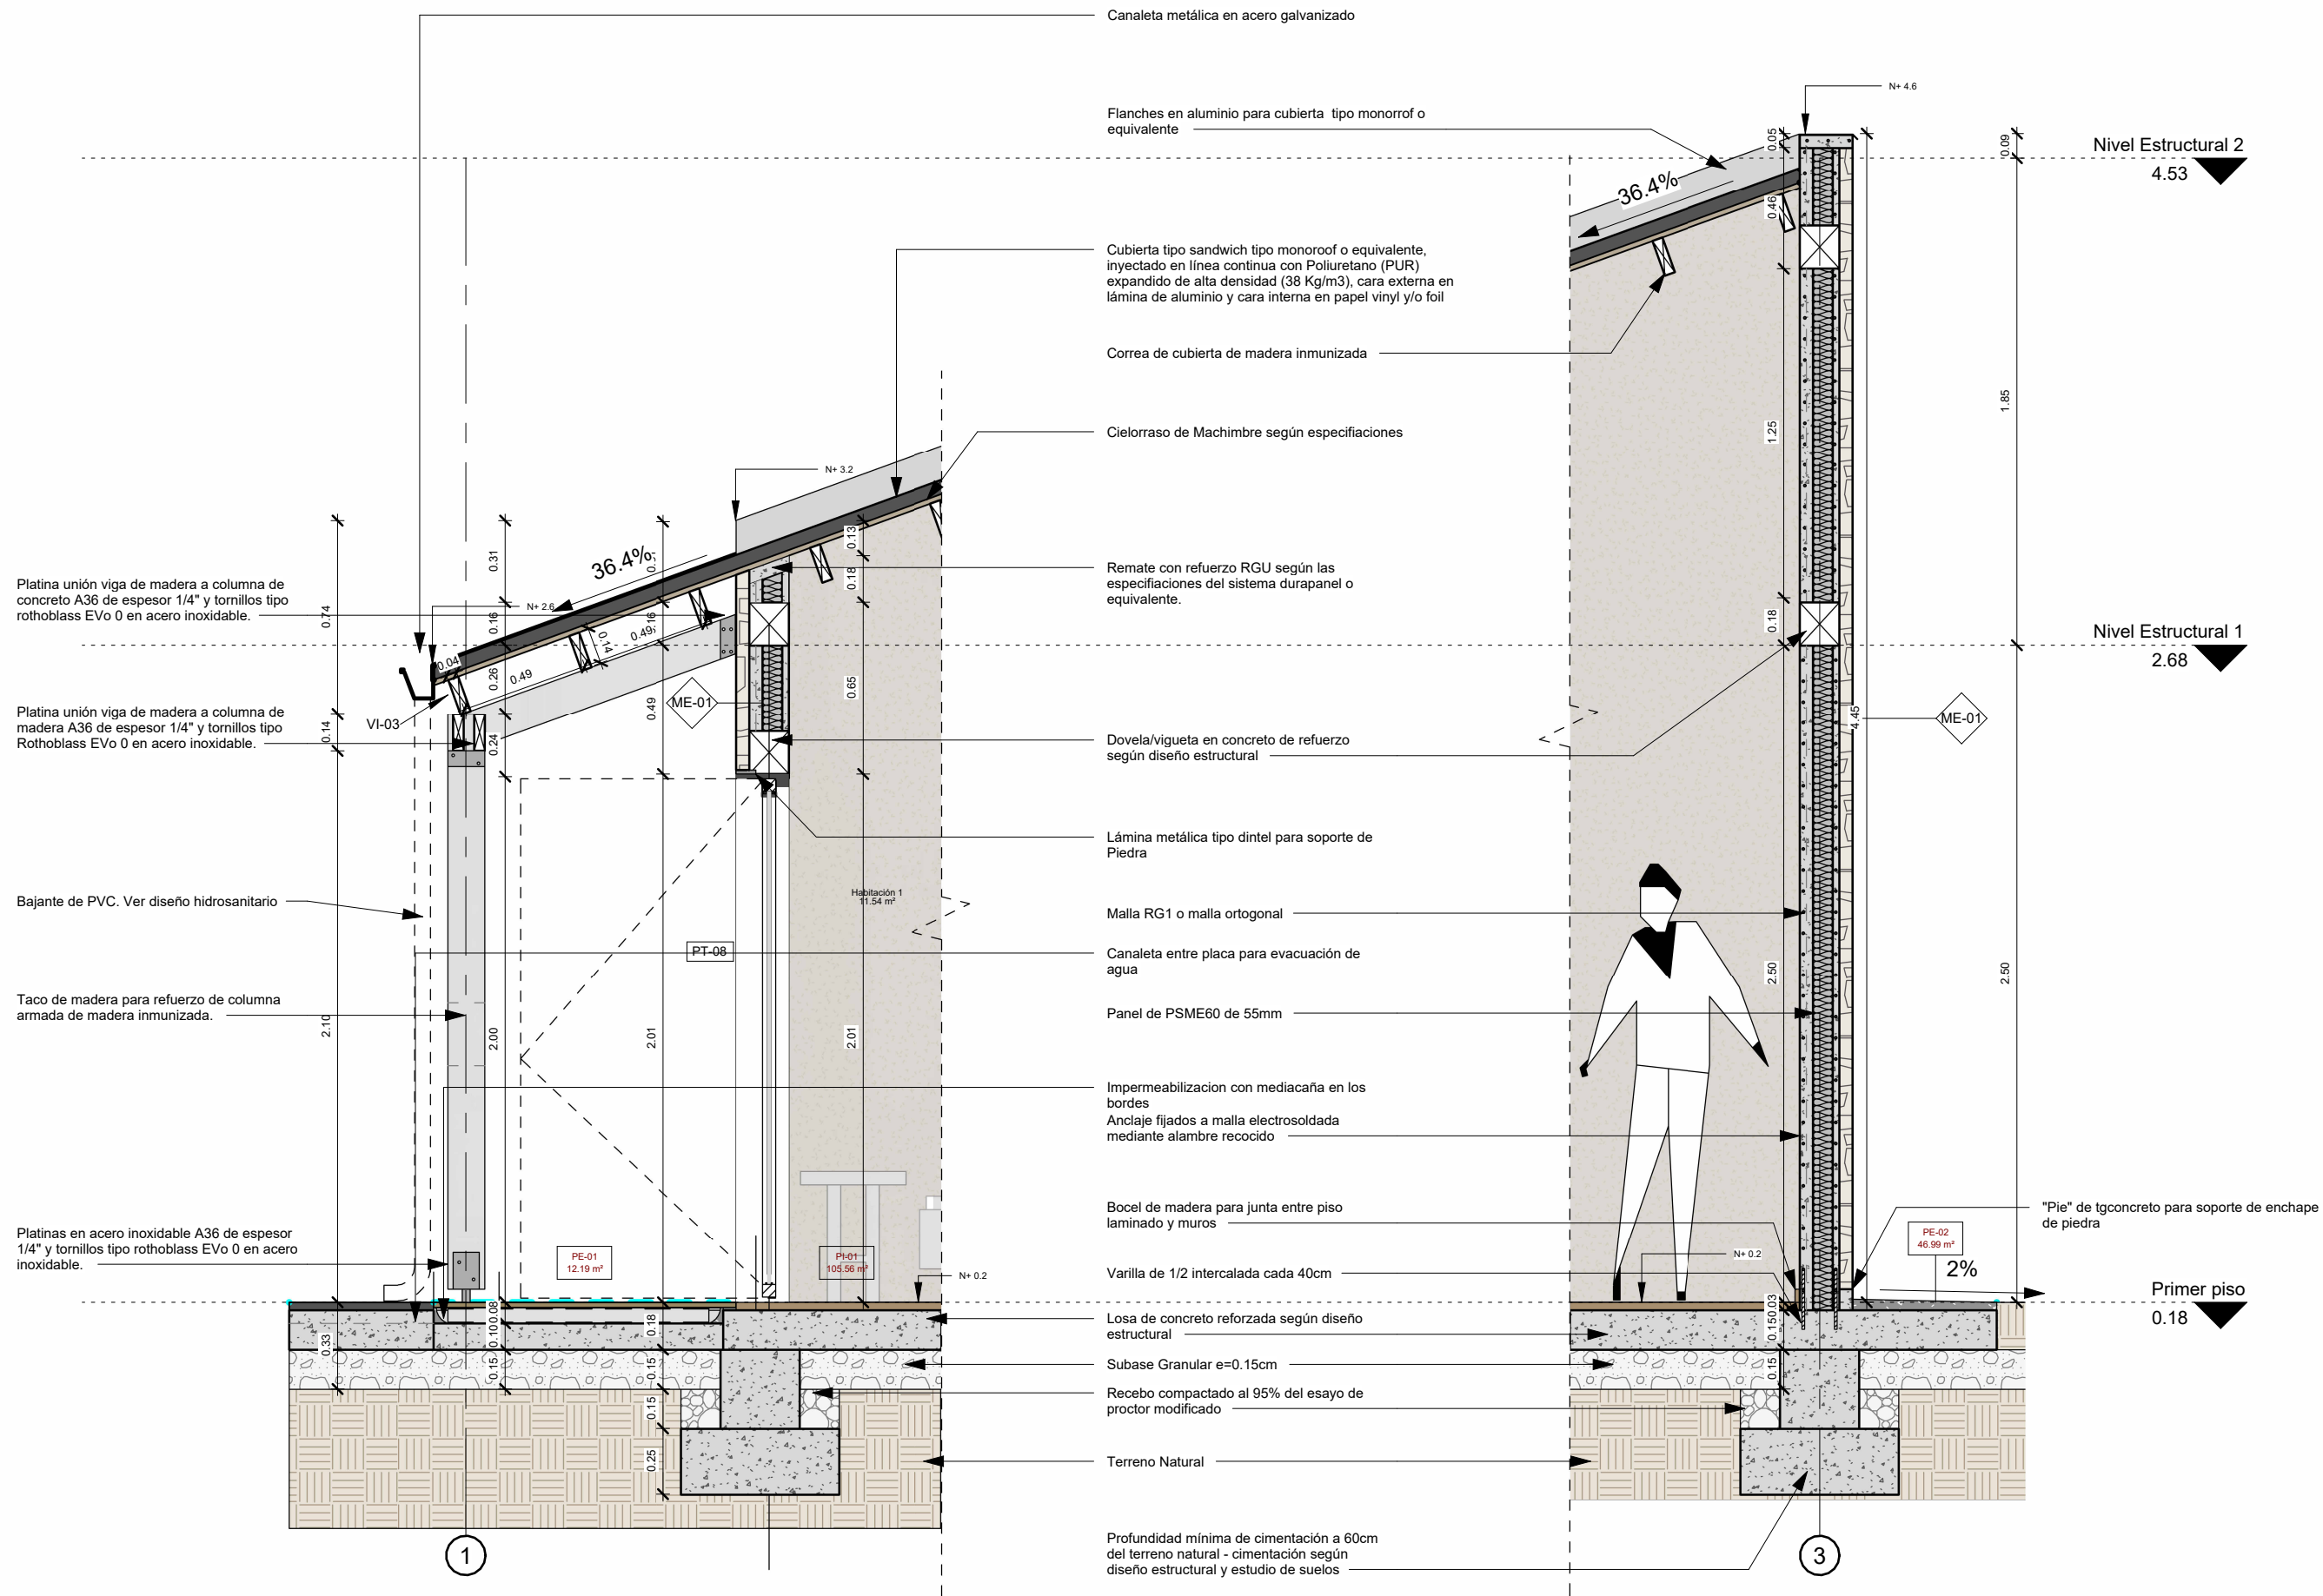 Canaleta metálica en acero galvanizado
N+ 4.6
Flanches en aluminio para cubierta tipo monorrof o
equivalente
0.05
0.09
Nivel Estructural 2
4.53
36.4%
0.46
Cubierta tipo sandwich tipo monoroof o equivalente,
inyectado en línea continua con Poliuretano (PUR)
expandido de alta densidad (38 Kg/m3), cara externa en
lámina de aluminio y cara interna en papel vinyl y/o foil
Correa de cubierta de madera inmunizada
1.85
1.25
Cielorraso de Machimbre según especifiaciones
N+ 3.2
0.13
0.31
36.4%
0.18
Remate con refuerzo RGU según las
especifiaciones del sistema durapanel o
equivalente.
Platina unión viga de madera a columna de
concreto A36 de espesor 1/4" y tornillos tipo
rothoblass EVo 0 en acero inoxidable.
N+ 2.6
0.74
0.16
0.16
0.18
0.49
0.14
Nivel Estructural 1
2.68
0.04
0.26
0.49
0.65
ME-01
0.49
Platina unión viga de madera a columna de
madera A36 de espesor 1/4" y tornillos tipo
Rothoblass EVo 0 en acero inoxidable.
VI-03
0.14
0.24
Dovela/vigueta en concreto de refuerzo
según diseño estructural
4.45
ME-01
Lámina metálica tipo dintel para soporte de
Piedra
Bajante de PVC. Ver diseño hidrosanitario
Habitación 1
11.54 m²
Malla RG1 o malla ortogonal
PT-08
Canaleta entre placa para evacuación de
agua
2.50
2.50
Taco de madera para refuerzo de columna
armada de madera inmunizada.
2.10
2.00
2.01
2.01
Panel de PSME60 de 55mm
Impermeabilizacion con mediacaña en los
bordes
Anclaje fijados a malla electrosoldada
mediante alambre recocido
Bocel de madera para junta entre piso
laminado y muros
"Pie" de tgconcreto para soporte de enchape
de piedra
Platinas en acero inoxidable A36 de espesor
1/4" y tornillos tipo rothoblass EVo 0 en acero
inoxidable.
PE-01
12.19 m²
PI-01
105.56 m²
N+ 0.2
Varilla de 1/2 intercalada cada 40cm
N+ 0.2
PE-02
46.99 m²
2%
Primer piso
0.18
0.33
0.08
0.10
0.15
0.18
0.15
0.15
0.25
Losa de concreto reforzada según diseño
estructural
0.03
0.15
0.15
Subase Granular e=0.15cm
Recebo compactado al 95% del esayo de
proctor modificado
Terreno Natural
Profundidad mínima de cimentación a 60cm
del terreno natural - cimentación según
diseño estructural y estudio de suelos
1
3